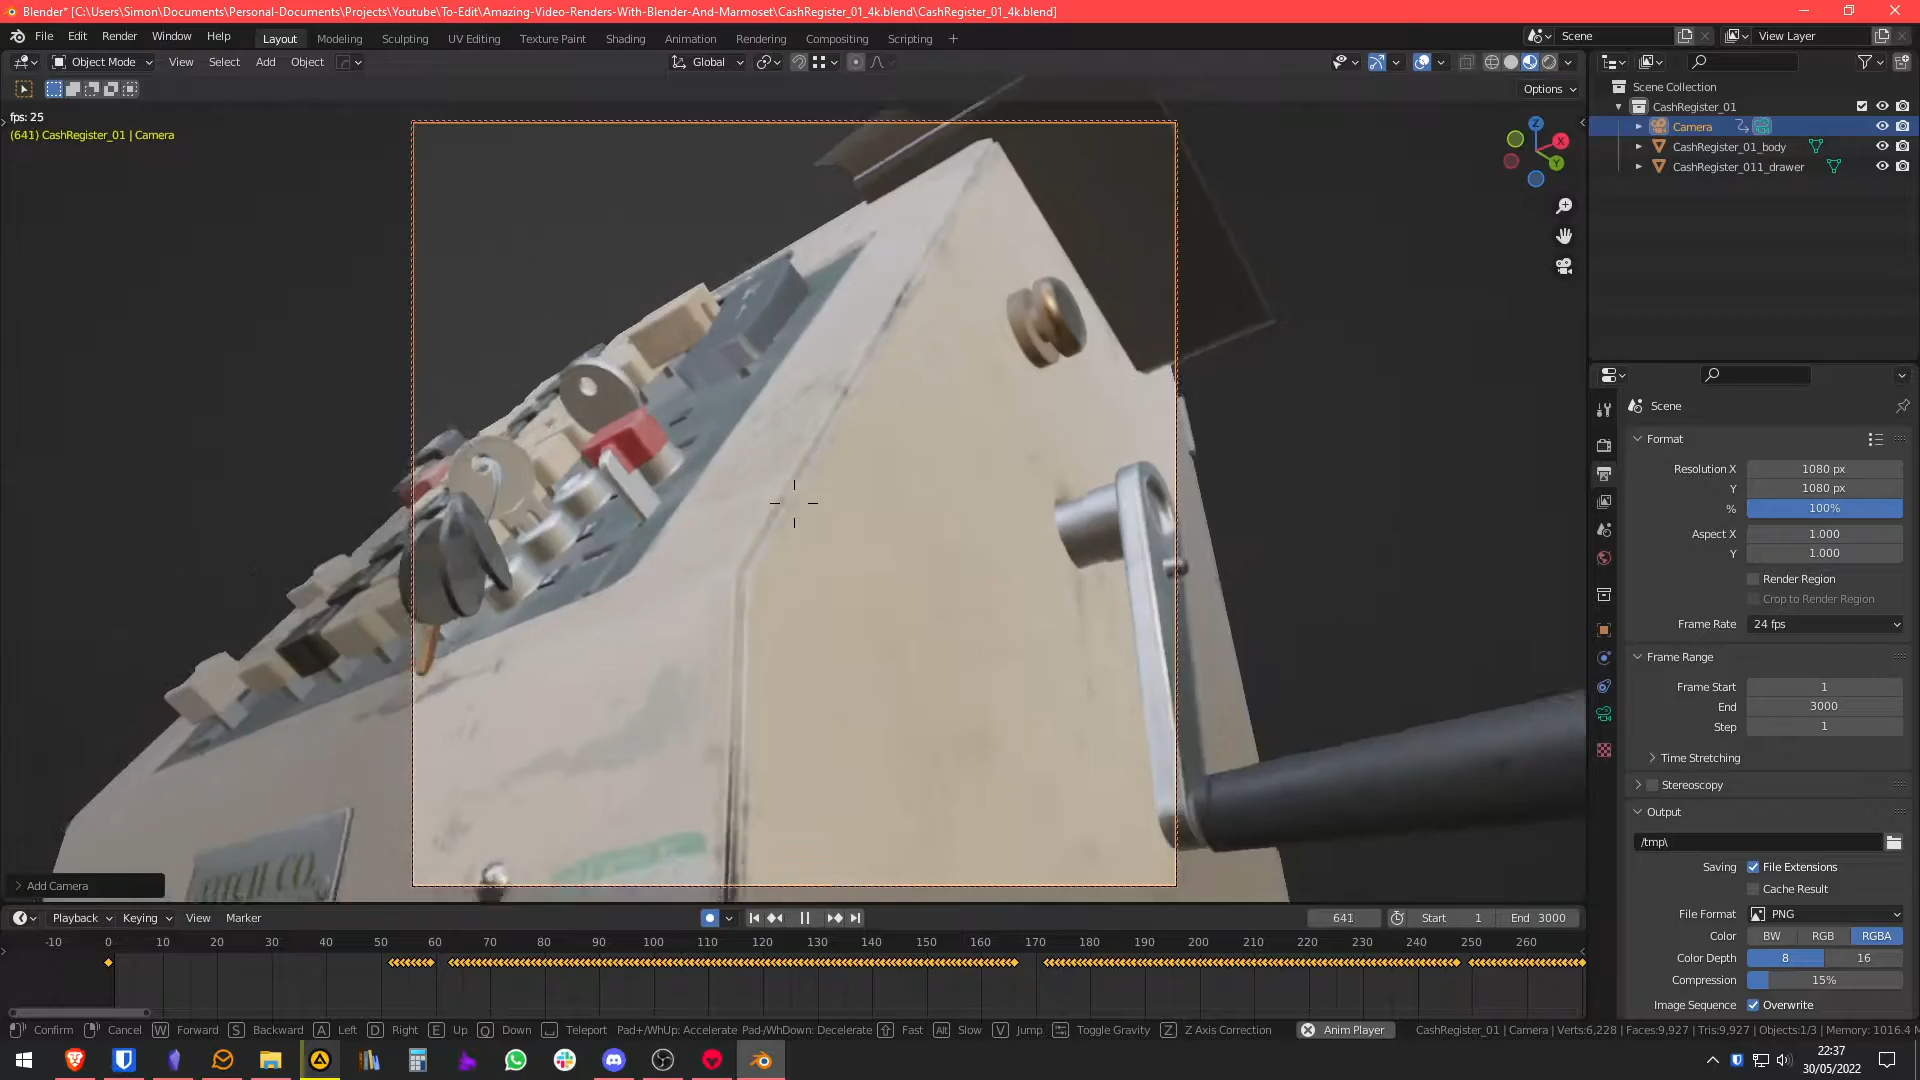 Blender* [C:\Users\Simon\Documents\Personal-Documents\Projects\Youtube\To-Edit\Amazing-Video-Renders-With-Blender-And-Marmoset\CashRegister_01_4k.blend\CashRegister_01_4k.blend]
File Edit Render Window Help Layout Modeling Sculpting UV Editing Texture Paint Shading Animation Rendering Compositing Scripting + Scene View Layer
Object Mode View Select Add Object Global
Options
fps: 25
(641) CashRegister_01 | Camera
Z
X
Y
Scene Collection
CashRegister_01
Camera
CashRegister_01_body
CashRegister_011_drawer
Scene
Format
Resolution X 1080 px
Y 1080 px
% 100%
Aspect X 1.000
Y 1.000
Render Region
Crop to Render Region
Frame Rate 24 fps
Frame Range
Frame Start 1
End 3000
Step 1
Time Stretching
Stereoscopy
Output
/tmp\
Saving File Extensions
Cache Result
File Format PNG
Color BW RGB RGBA
Color Depth 8 16
Compression 15%
Image Sequence Overwrite
Add Camera
Playback Keying View Marker 641 Start 1 End 3000
-10 0 10 20 30 40 50 60 70 80 90 100 110 120 130 140 150 160 170 180 190 200 210 220 230 240 250 260
Confirm Cancel W Forward S Backward A Left D Right E Up Q Down Teleport Pad+/WhUp: Accelerate Pad-/WhDown: Decelerate Fast Alt Slow V Jump Toggle Gravity Z Z Axis Correction Anim Player CashRegister_01 | Camera | Verts:6,228 | Faces:9,927 | Tris:9,927 | Objects:1/3 | Memory: 1016.4 M
22:37
30/05/2022